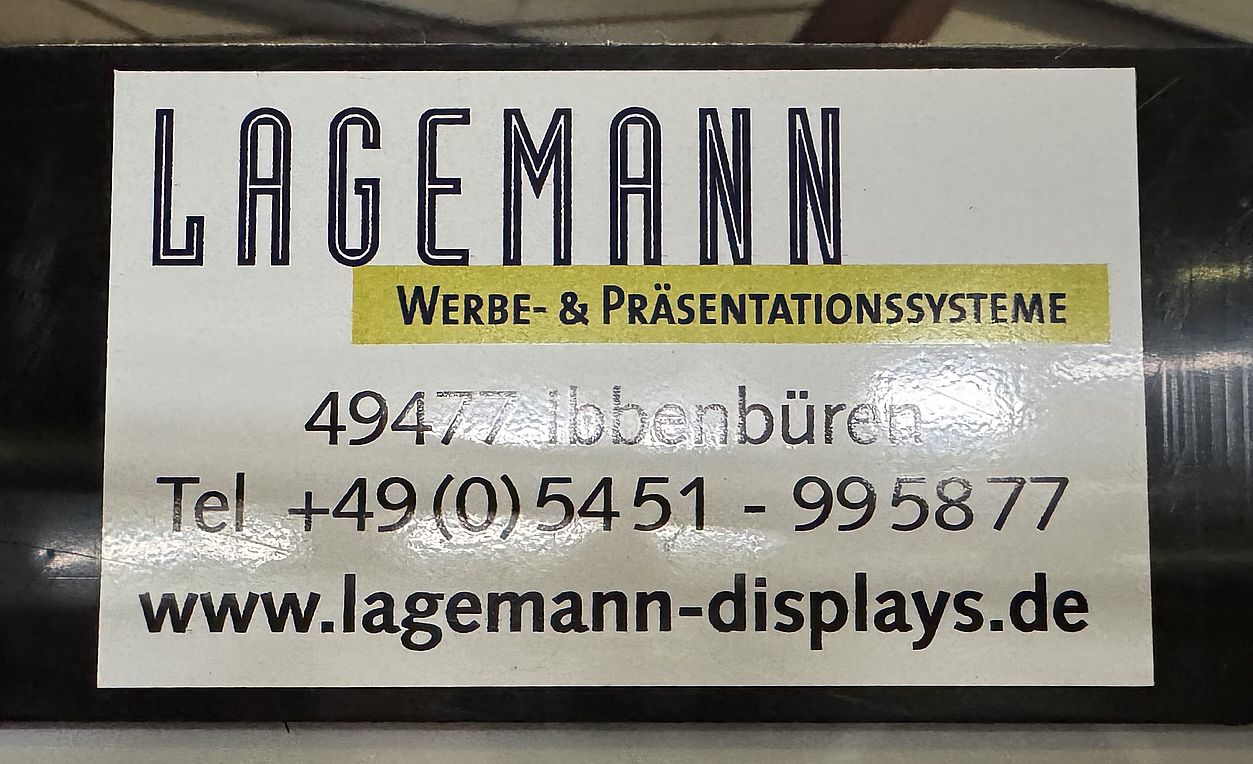 LAGEMANN
WERBE- & PRÄSENTATIONSSYSTEME
49477 Ibbenbüren
Tel +49(0)5451 - 995877
www.lagemann-displays.de